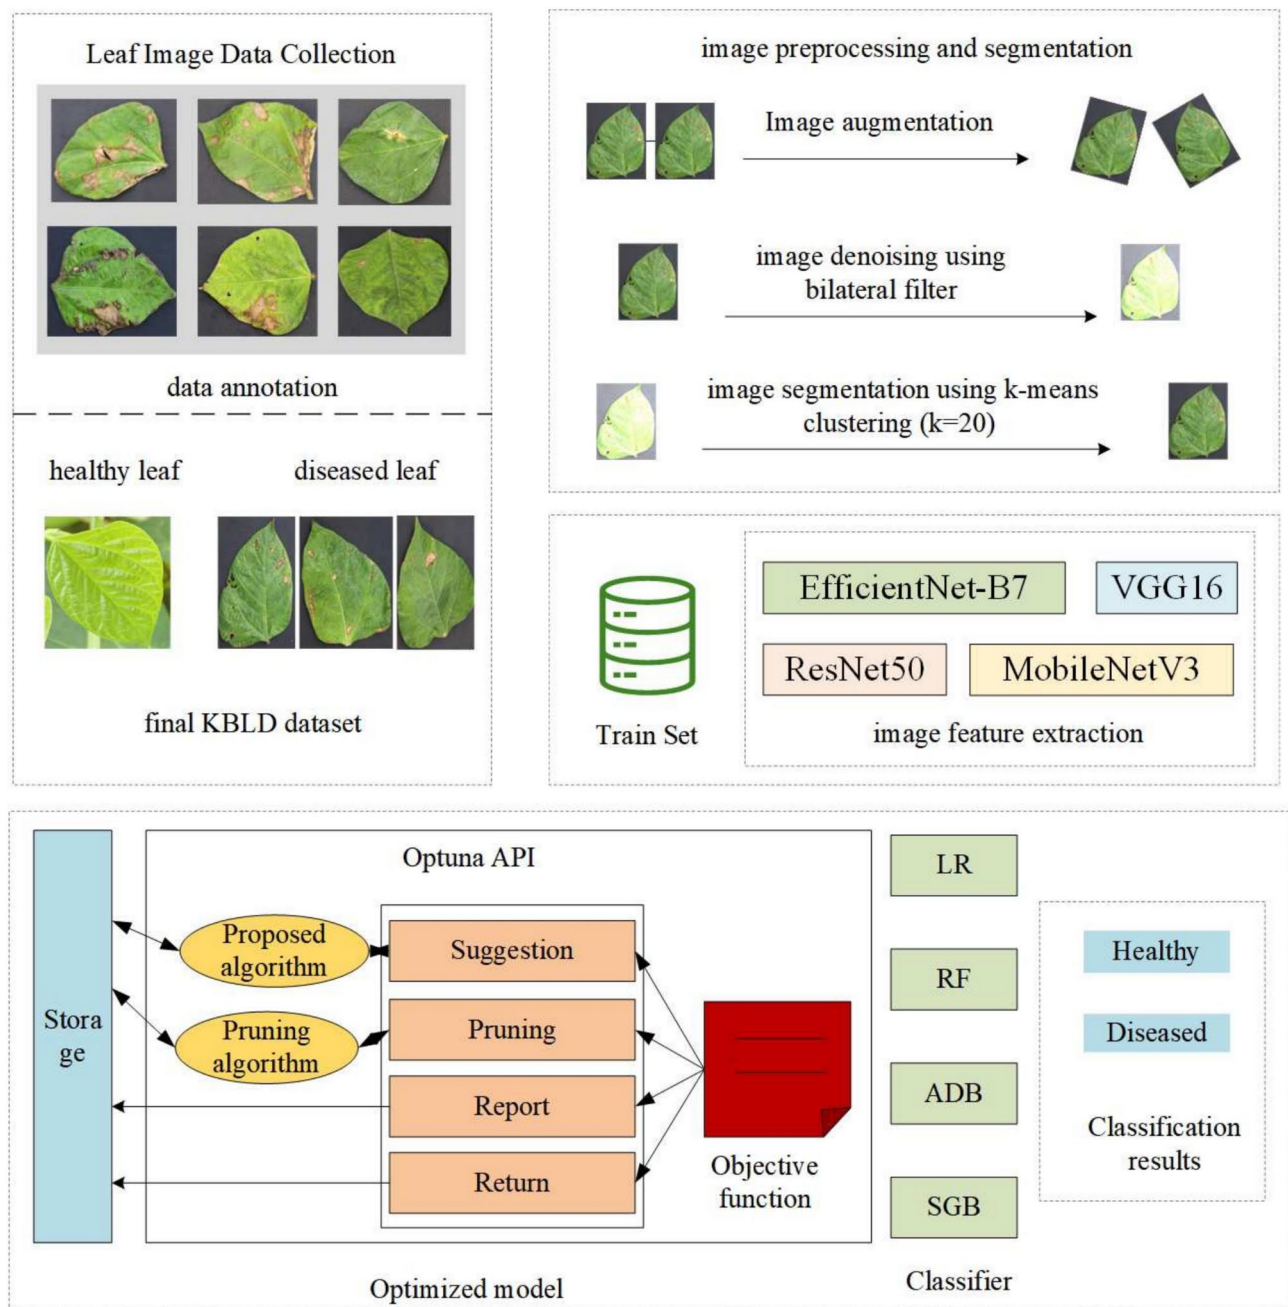 Leaf Image Data Collection
data annotation
healthy leaf
diseased leaf
final KBLD dataset
image preprocessing and segmentation
Image augmentation
image denoising using
bilateral filter
image segmentation using k-means
clustering (k=20)
Train Set
EfficientNet-B7
VGG16
ResNet50
MobileNetV3
image feature extraction
Stora
ge
Optuna API
Proposed
algorithm
Pruning
algorithm
Suggestion
Pruning
Report
Return
Objective
function
Optimized model
LR
RF
ADB
SGB
Classifier
Healthy
Diseased
Classification
results